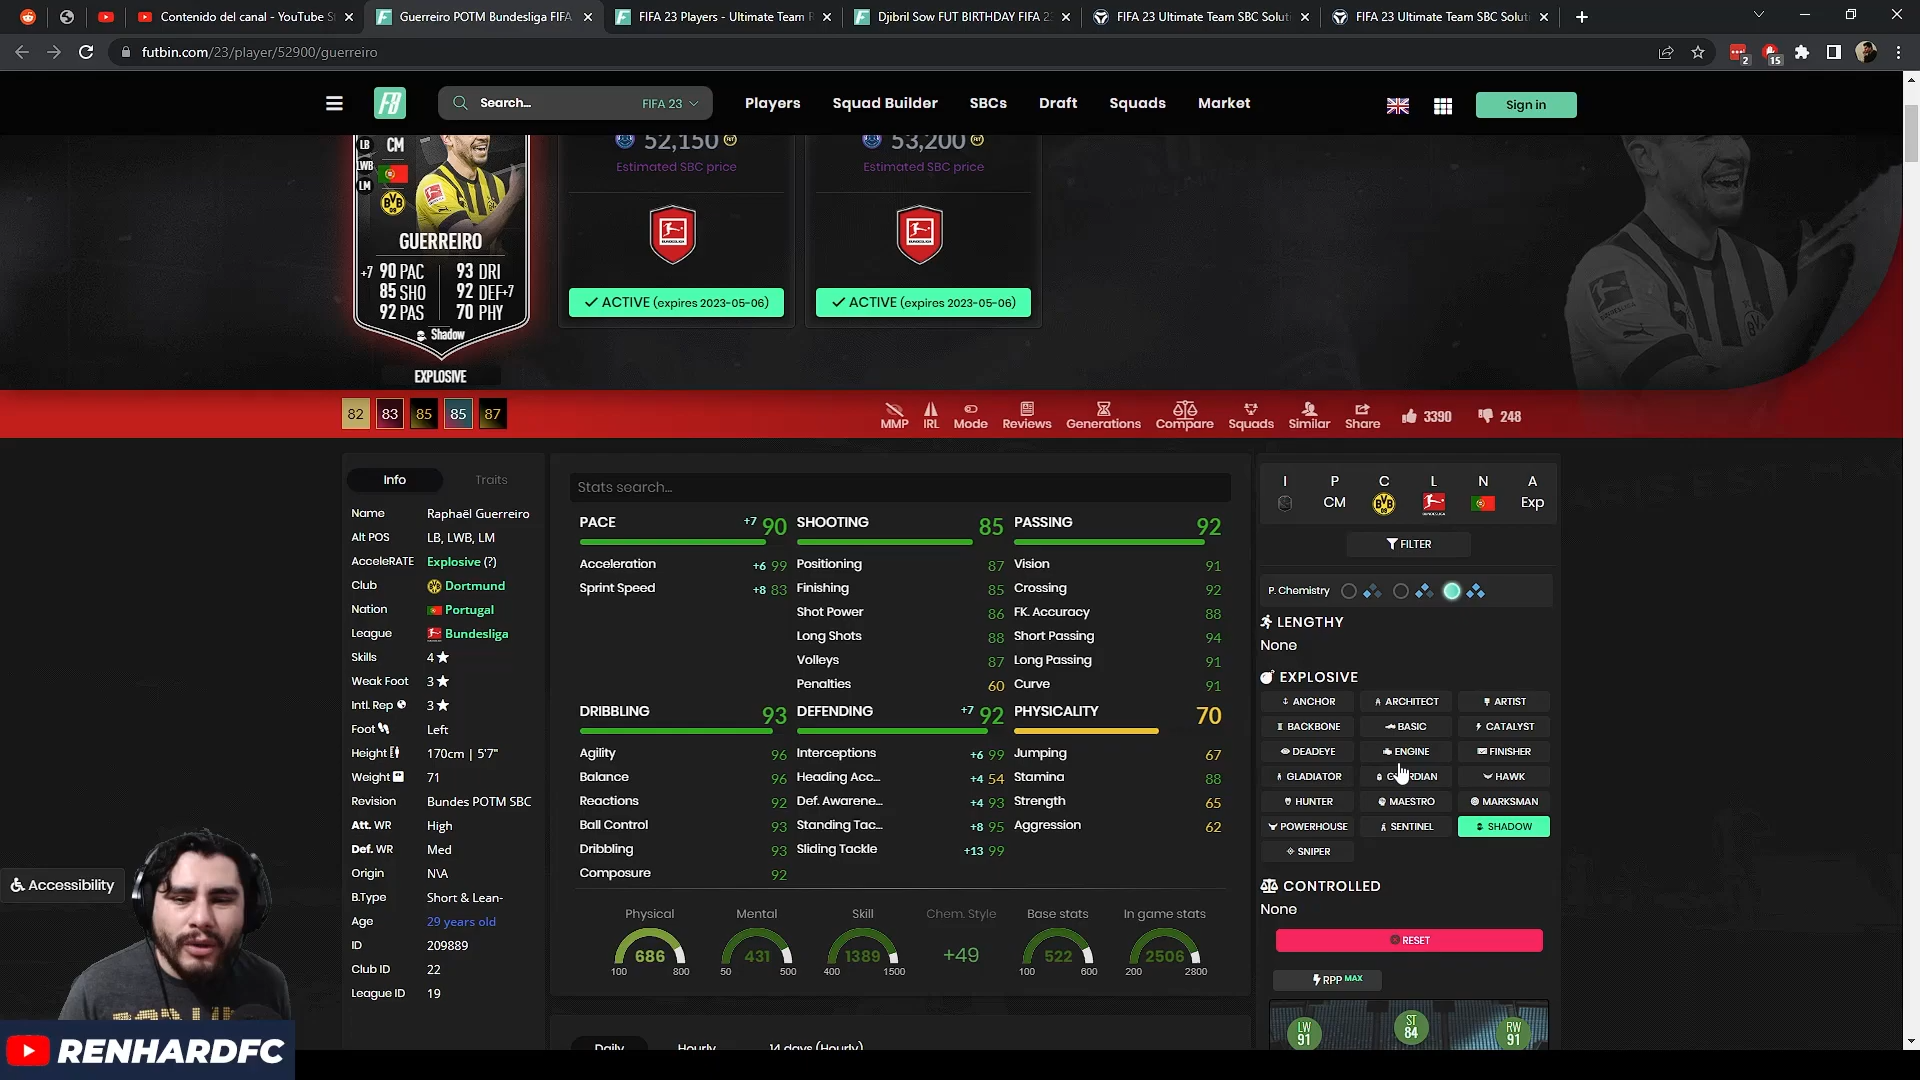 Contenido del canal - YouTube S
Guerreiro POTM Bundesliga FIFA
FIFA 23 Players - Ultimate Team R
Djibril Sow FUT BIRTHDAY FIFA 2
FIFA 23 Ultimate Team SBC Soluti
FIFA 23 Ultimate Team SBC Soluti
futbin.com/23/player/52900/guerreiro
2
15
FB
Search...
FIFA 23
Players
Squad Builder
SBCs
Draft
Squads
Market
Sign in
LB
CM
LWB
LM
BVB 09
GUERREIRO
+7 90 PAC 93 DRI
85 SHO 92 DEF+7
92 PAS 70 PHY
Shadow
EXPLOSIVE
52,150
Estimated SBC price
BUNDESLIGA
ACTIVE (expires 2023-05-06)
53,200
Estimated SBC price
BUNDESLIGA
ACTIVE (expires 2023-05-06)
82 83 85 85 87
MMP
IRL
Mode
Reviews
Generations
Compare
Squads
Similar
Share
3390
248
Info
Traits
Name Raphaël Guerreiro
Alt POS LB, LWB, LM
AcceleRATE Explosive (?)
Club Dortmund
Nation Portugal
League Bundesliga
Skills 4★
Weak Foot 3★
Intl. Rep 3★
Foot Left
Height 170cm | 5'7"
Weight 71
Revision Bundes POTM SBC
Att. WR High
Def. WR Med
Origin N\A
B.Type Short & Lean-
Age 29 years old
ID 209889
Club ID 22
League ID 19
Stats search...
PACE +7 90
Acceleration +6 99
Sprint Speed +8 83
SHOOTING 85
Positioning 87
Finishing 85
Shot Power 86
Long Shots 88
Volleys 87
Penalties 60
PASSING 92
Vision 91
Crossing 92
FK. Accuracy 88
Short Passing 94
Long Passing 91
Curve 91
DRIBBLING 93
Agility 96
Balance 96
Reactions 92
Ball Control 93
Dribbling 93
Composure 92
DEFENDING +7 92
Interceptions +6 99
Heading Acc... +4 54
Def. Awarene... +4 93
Standing Tac... +8 95
Sliding Tackle +13 99
PHYSICALITY 70
Jumping 67
Stamina 88
Strength 65
Aggression 62
Physical
686
100 800
Mental
431
50 500
Skill
1389
400 1500
Chem. Style
+49
Base stats
522
100 600
In game stats
2506
200 2800
Daily
Hourly
14 days (Hourly)
I P C L N A
CM
Exp
FILTER
P. Chemistry
LENGTHY
None
EXPLOSIVE
ANCHOR ARCHITECT ARTIST
BACKBONE BASIC CATALYST
DEADEYE ENGINE FINISHER
GLADIATOR HAWK
HUNTER MAESTRO MARKSMAN
POWERHOUSE SENTINEL SHADOW
SNIPER
CONTROLLED
None
RESET
RPP MAX
LW 91
ST 84
RW 91
Accessibility
RENHARDFC